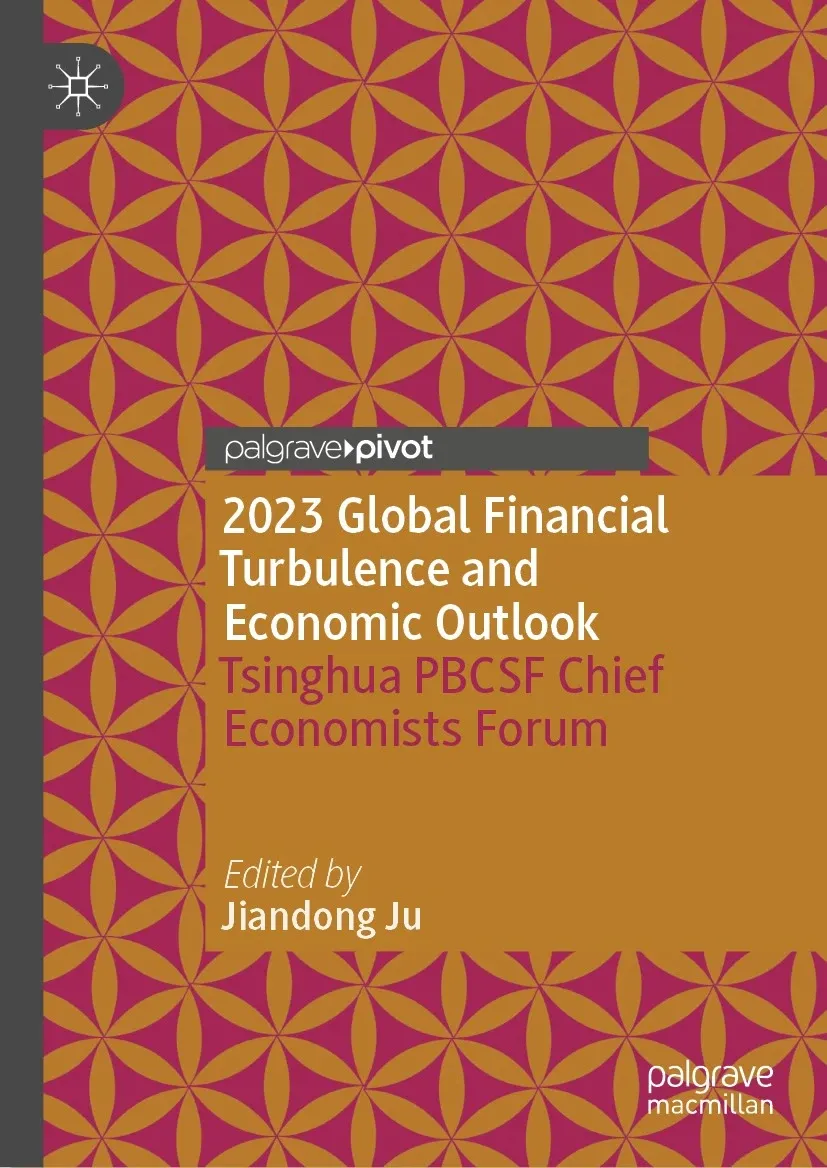 palgrave▸pivot
2023 Global Financial
Turbulence and
Economic Outlook
Tsinghua PBCSF Chief
Economists Forum
Edited by
Jiandong Ju
palgrave
macmillan